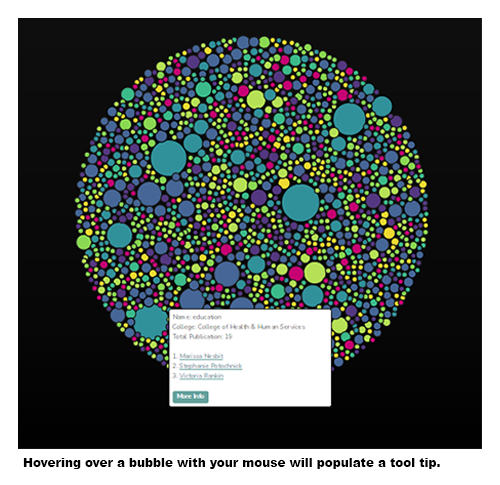 Name: education
College: College of Health & Human Services
Total Publication: 19
1. Marissa Nesbit
2. Stephanie Potochnick
3. Victoria Rankin
More Info
Hovering over a bubble with your mouse will populate a tool tip.